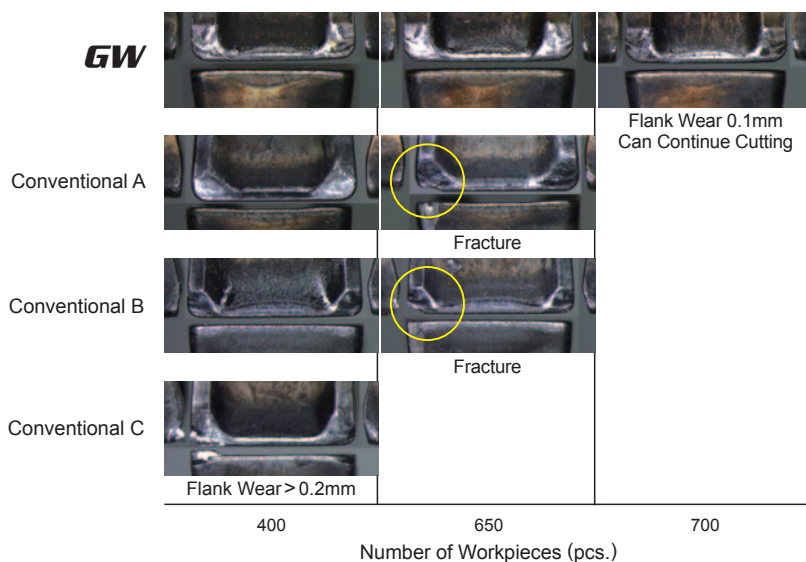 GW
Flank Wear 0.1mm
Can Continue Cutting
Conventional A
Fracture
Conventional B
Fracture
Conventional C
Flank Wear > 0.2mm
400 650 700
Number of Workpieces (pcs.)